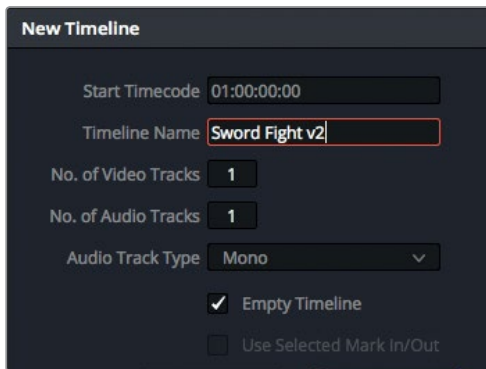 New Timeline
Start Timecode 01:00:00:00
Timeline Name Sword Fight v2
No. of Video Tracks 1
No. of Audio Tracks 1
Audio Track Type Mono
Empty Timeline
Use Selected Mark In/Out